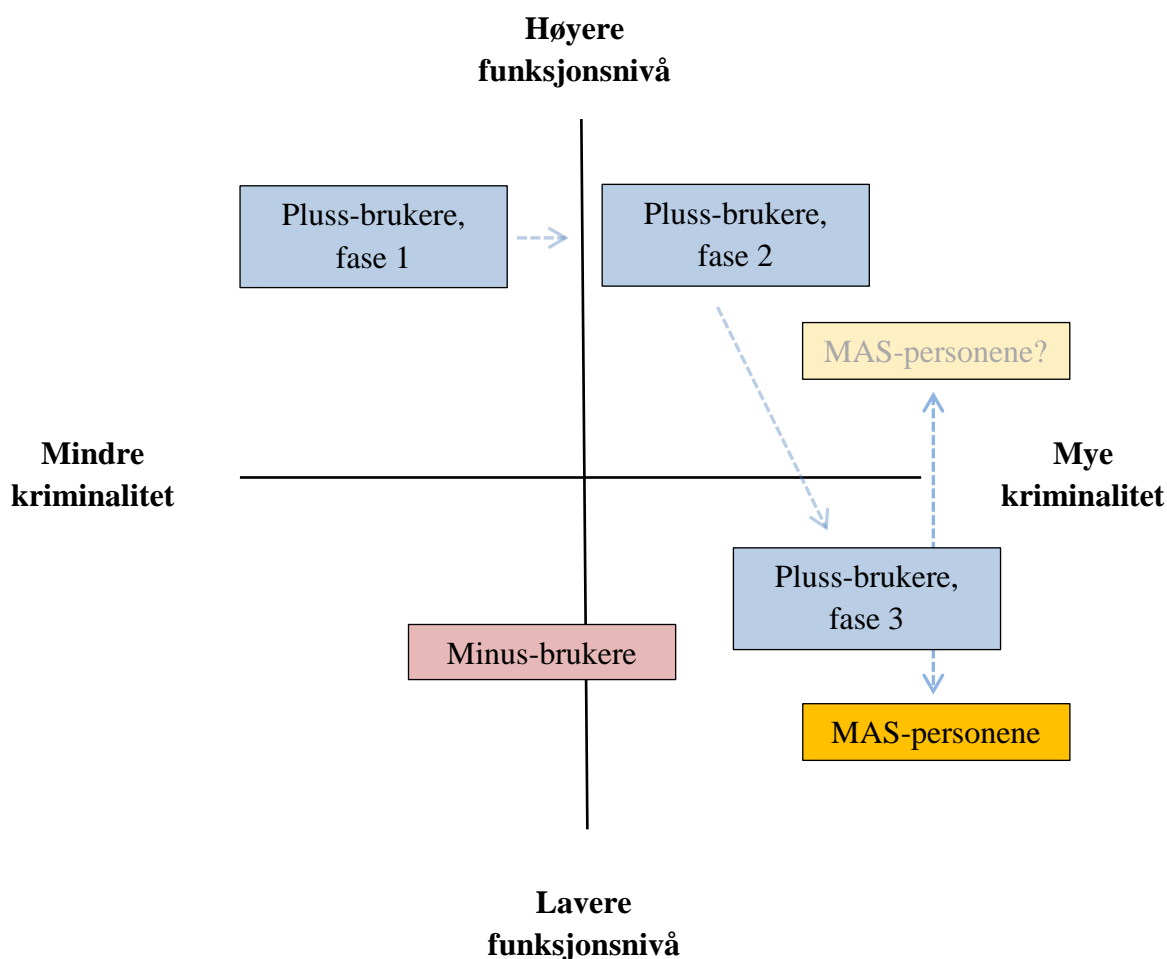 Høyere
funksjonsnivå
Pluss-brukere,
fase 1
Pluss-brukere,
fase 2
MAS-personene?
Mindre
kriminalitet
Mye
kriminalitet
Pluss-brukere,
fase 3
Minus-brukere
MAS-personene
Lavere
funksjonsnivå